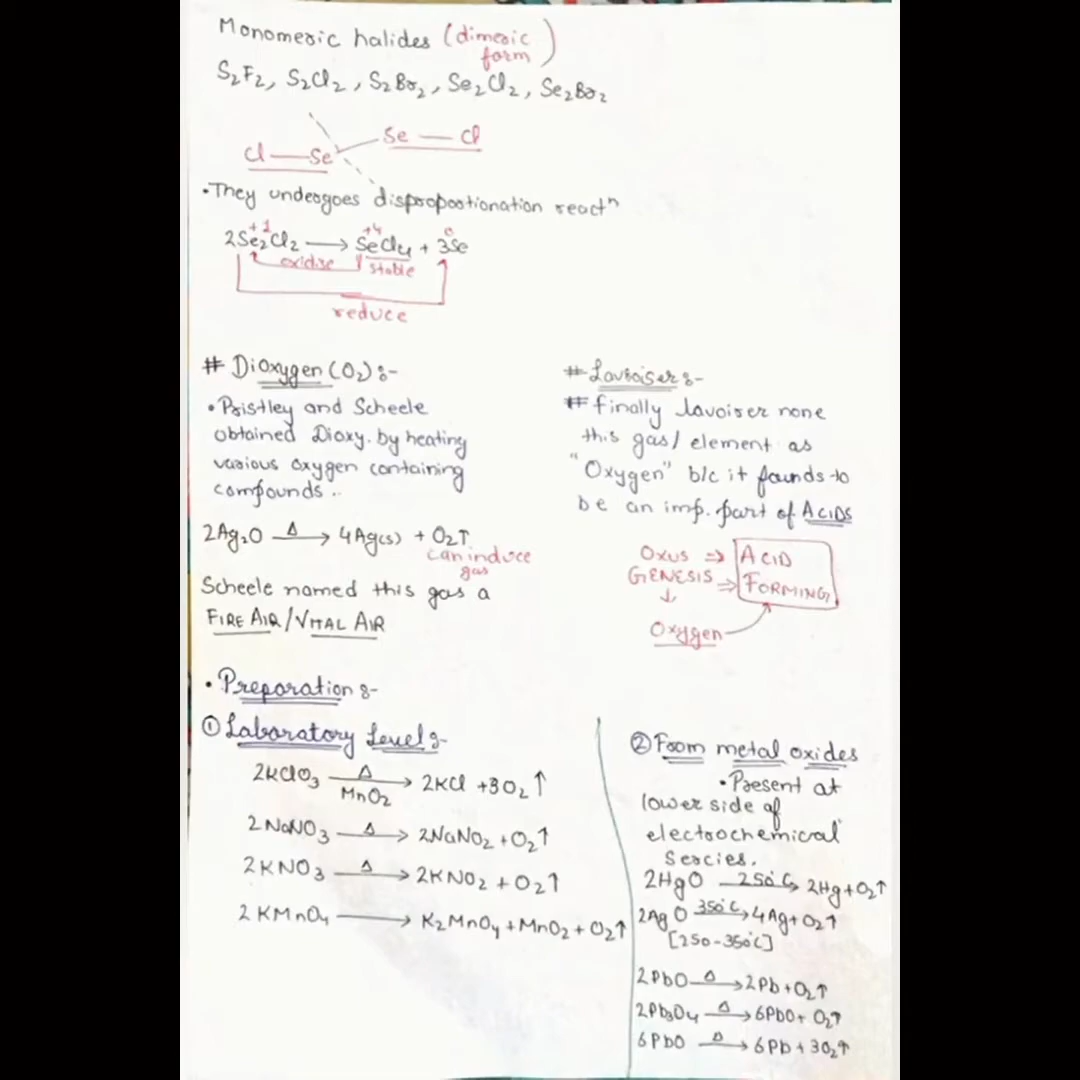 Monomeric halides (dimeric form)
S₂F₂, S₂Cl₂, S₂Br₂, Se₂Cl₂, Se₂Br₂
Se — Cl
Cl — Se
• They undergoes disproportionation reactⁿ
+1 +4 0
2Se₂Cl₂ → SeCl₄ + 3Se
oxidise stable
reduce
# Dioxygen (O₂) :-
• Pristley and Scheele
obtained Dioxy. by heating
various oxygen containing
compounds ..
2Ag₂O —Δ→ 4Ag(s) + O₂↑
can induce
gas
Scheele named this gas a
FIRE AIR / VITAL AIR
# Lavoiser :-
# finally lavoiser none
this gas / element as
"Oxygen" b/c it founds to
be an imp. part of ACIDS
OXUS ⇒ ACID
GENESIS ⇒ FORMING
↓
Oxygen
• Preparation :-
① Laboratory Level :-
2KClO₃ —Δ/MnO₂→ 2KCl + 3O₂ ↑
2NaNO₃ —Δ→ 2NaNO₂ + O₂↑
2KNO₃ —Δ→ 2KNO₂ + O₂↑
2KMnO₄ → K₂MnO₄ + MnO₂ + O₂↑
② From metal oxides
• Present at
lower side of
electrochemical
Sercies.
2HgO —250°C→ 2Hg + O₂↑
2AgO —350°C→ 4Ag + O₂↑
[250-350°C]
2PbO —Δ→ 2Pb + O₂↑
2Pb₃O₄ —Δ→ 6PbO + O₂↑
6PbO —Δ→ 6Pb + 3O₂↑